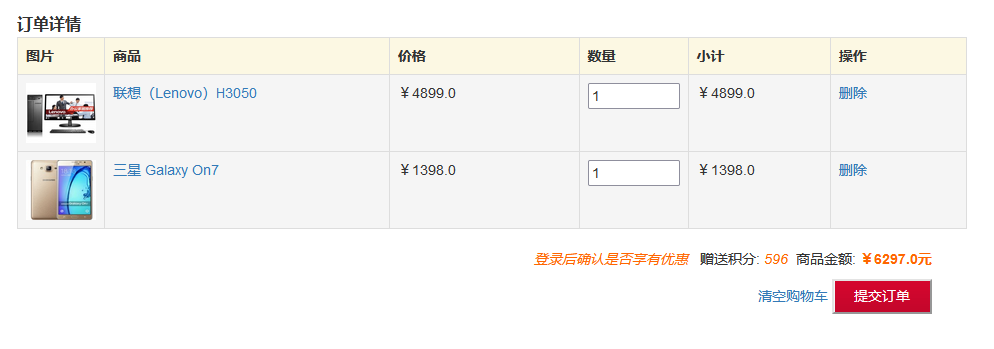 订单详情
图片 商品 价格 数量 小计 操作
联想（Lenovo）H3050 ￥4899.0 1 ￥4899.0 删除
三星 Galaxy On7 ￥1398.0 1 ￥1398.0 删除
登录后确认是否享有优惠 赠送积分: 596 商品金额: ￥6297.0元
清空购物车 提交订单